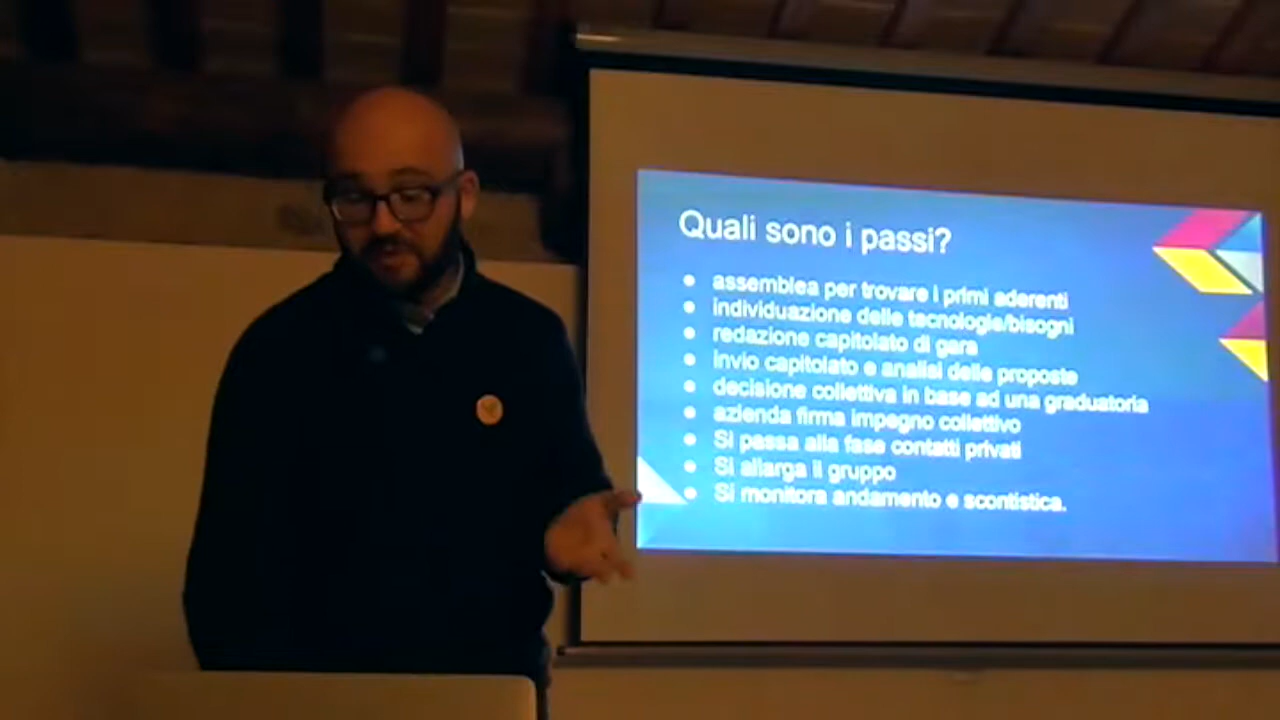 Quali sono i passi?
assemblea per trovare i primi aderenti
individuazione delle tecnologie/bisogni
redazione capitolato di gara
invio capitolato e analisi delle proposte
decisione collettiva in base ad una graduatoria
azienda firma impegno collettivo
Si passa alla fase contatti privati
Si allarga il gruppo
Si monitora andamento e scontistica.